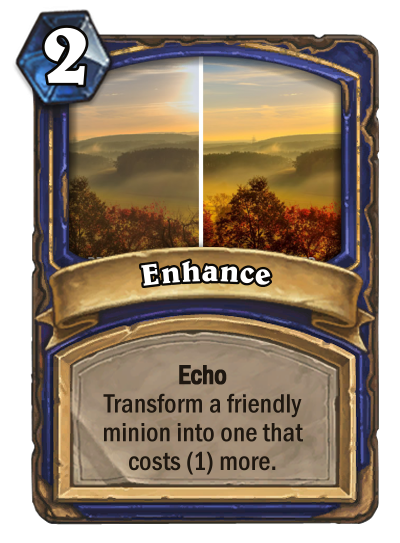 2
Enhance
Echo
Transform a friendly
minion into one that
costs (1) more.